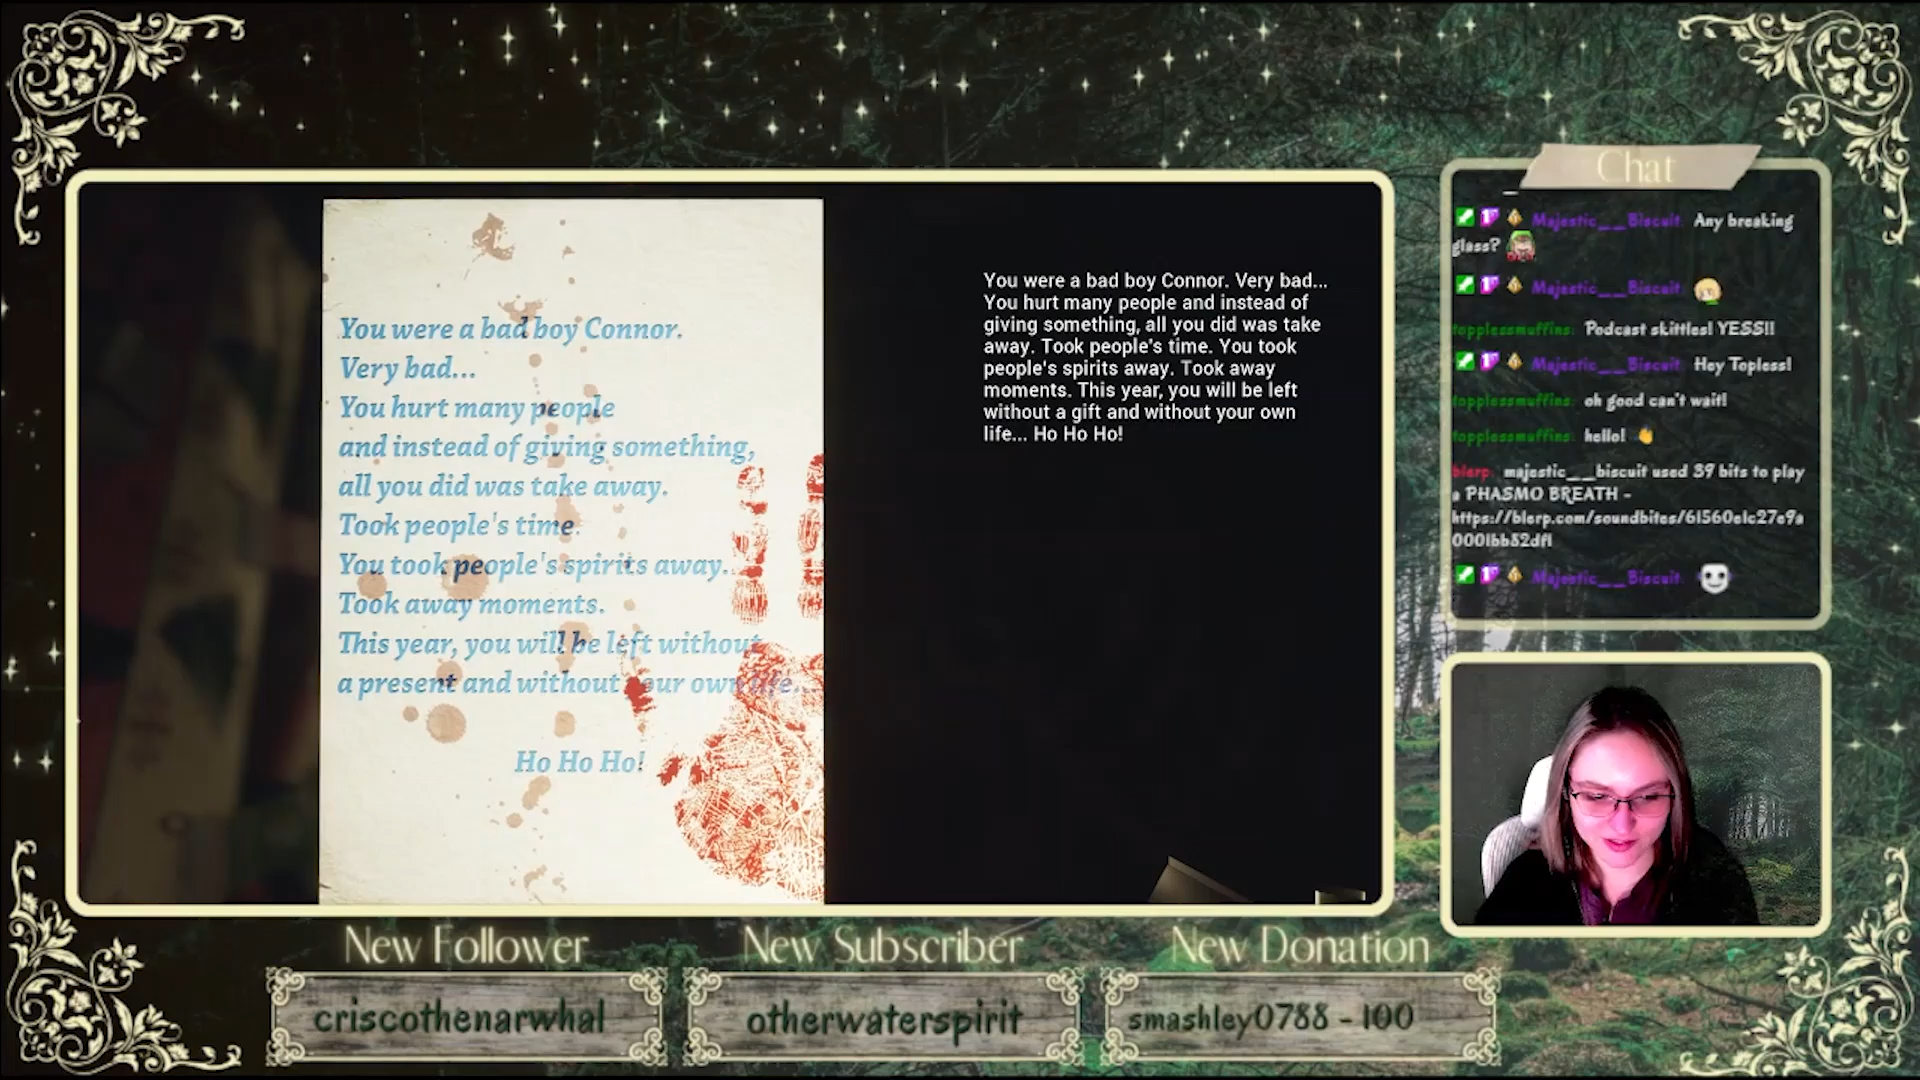 Chat
Majestic__Biscuit: Any breaking
glass?
Majestic__Biscuit:
topplessmuffins: Podcast skittles! YESS!!
Majestic__Biscuit: Hey Topless!
topplessmuffins: oh good can't wait!
topplessmuffins: hello!
blerp: majestic__biscuit used 39 bits to play
a PHASMO BREATH -
Majestic__Biscuit:
You were a bad boy Connor.
Very bad...
You hurt many people
and instead of giving something,
all you did was take away.
Took people's time.
You took people's spirits away.
Took away moments.
This year, you will be left without
a present and without your own life...
Ho Ho Ho!
You were a bad boy Connor. Very bad...
You hurt many people and instead of
giving something, all you did was take
away. Took people's time. You took
people's spirits away. Took away
moments. This year, you will be left
without a gift and without your own
life... Ho Ho Ho!
New Follower
criscothenarwhal
New Subscriber
otherwaterspirit
New Donation
smashley0788 - 100